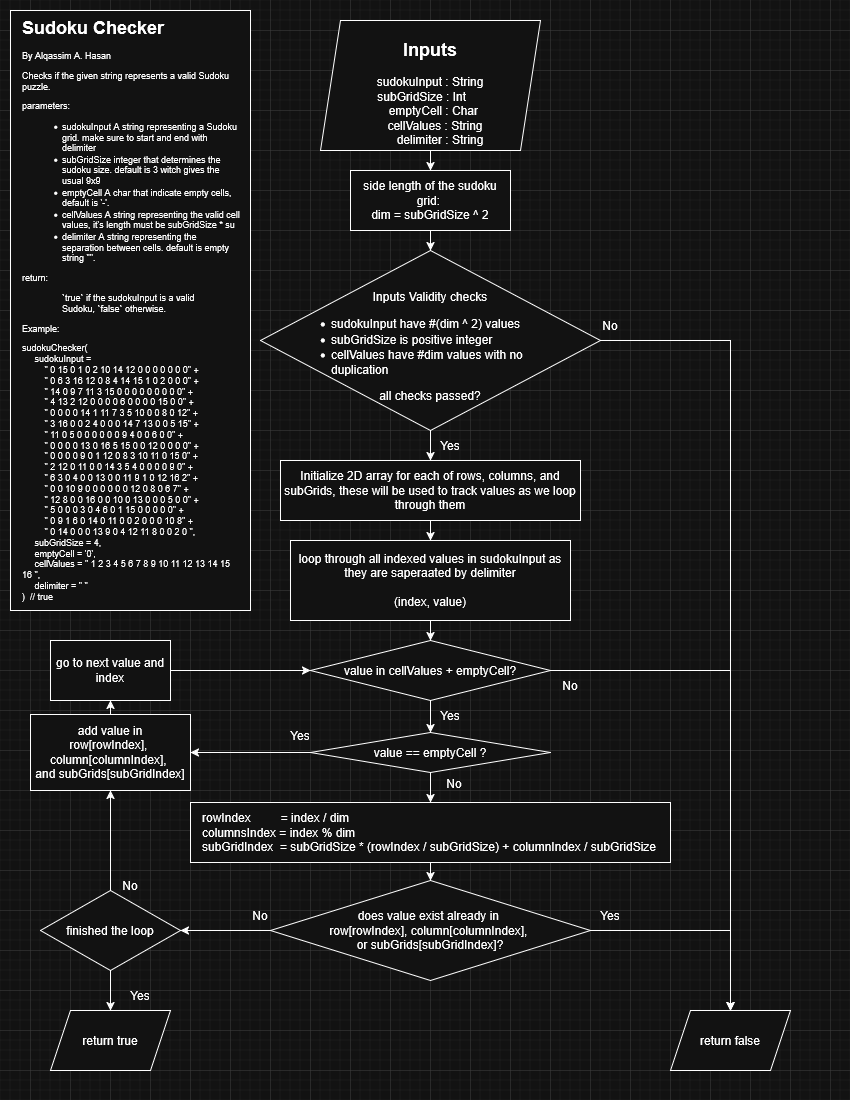 Sudoku Checker
By Alqassim A. Hasan
Checks if the given string represents a valid Sudoku
puzzle.
parameters:
• sudokuInput A string representing a Sudoku
grid. make sure to start and end with
delimiter
• subGridSize integer that determines the
sudoku size. default is 3 witch gives the
usual 9x9
• emptyCell A char that indicate empty cells,
default is '-'.
• cellValues A string representing the valid cell
values, it's length must be subGridSize * su
• delimiter A string representing the
separation between cells. default is empty
string "".
return:
`true` if the sudokuInput is a valid
Sudoku, `false` otherwise.
Example:
sudokuChecker(
sudokuInput =
" 0 15 0 1 0 2 10 14 12 0 0 0 0 0 0 0" +
" 0 6 3 16 12 0 8 4 14 15 1 0 2 0 0 0" +
" 14 0 9 7 11 3 15 0 0 0 0 0 0 0 0 0" +
" 4 13 2 12 0 0 0 0 6 0 0 0 0 15 0 0" +
" 0 0 0 0 14 1 11 7 3 5 10 0 0 8 0 12" +
" 3 16 0 0 2 4 0 0 0 14 7 13 0 0 5 15" +
" 11 0 5 0 0 0 0 0 0 9 4 0 0 6 0 0" +
" 0 0 0 0 13 0 16 5 15 0 0 12 0 0 0 0" +
" 0 0 0 0 9 0 1 12 0 8 3 10 11 0 15 0" +
" 2 12 0 11 0 0 14 3 5 4 0 0 0 0 9 0" +
" 6 3 0 4 0 0 13 0 0 11 9 1 0 12 16 2" +
" 0 0 10 9 0 0 0 0 0 0 12 0 8 0 6 7" +
" 12 8 0 0 16 0 0 10 0 13 0 0 0 5 0 0" +
" 5 0 0 0 3 0 4 6 0 1 15 0 0 0 0 0" +
" 0 9 1 6 0 14 0 11 0 0 2 0 0 0 10 8" +
" 0 14 0 0 0 13 9 0 4 12 11 8 0 0 2 0 ",
subGridSize = 4,
emptyCell = '0',
cellValues = " 1 2 3 4 5 6 7 8 9 10 11 12 13 14 15
16 ",
delimiter = " "
) // true
Inputs
sudokuInput : String
subGridSize : Int
emptyCell : Char
cellValues : String
delimiter : String
side length of the sudoku
grid:
dim = subGridSize ^ 2
Inputs Validity checks
• sudokuInput have #(dim ^ 2) values
• subGridSize is positive integer
• cellValues have #dim values with no
duplication
all checks passed?
No
Yes
Initialize 2D array for each of rows, columns, and
subGrids, these will be used to track values as we loop
through them
loop through all indexed values in sudokuInput as
they are saperaated by delimiter
(index, value)
go to next value and
index
value in cellValues + emptyCell?
No
Yes
add value in
row[rowIndex],
column[columnIndex],
and subGrids[subGridIndex]
Yes
value == emptyCell ?
No
rowIndex = index / dim
columnsIndex = index % dim
subGridIndex = subGridSize * (rowIndex / subGridSize) + columnIndex / subGridSize
No
finished the loop
No
does value exist already in
row[rowIndex], column[columnIndex],
or subGrids[subGridIndex]?
Yes
Yes
return true
return false